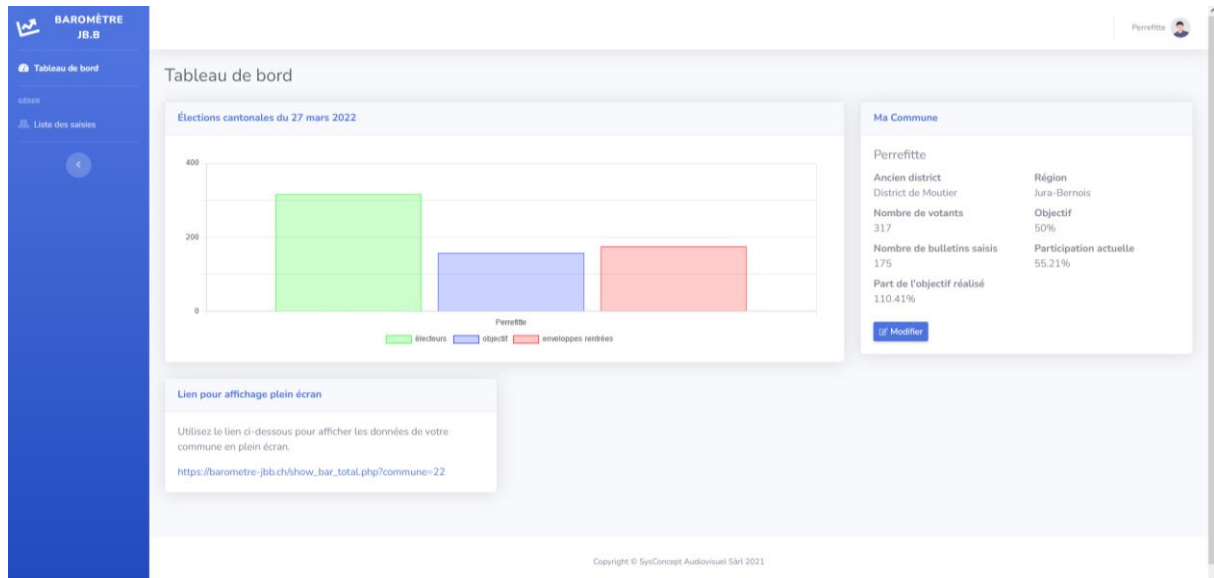 BAROMÈTRE
JB.B
Perrefitte
Tableau de bord
GÉRER
Liste des saisies
Tableau de bord
Élections cantonales du 27 mars 2022
400
200
0
Perrefitte
électeurs objectif enveloppes rentrées
Ma Commune
Perrefitte
Ancien district Région
District de Moutier Jura-Bernois
Nombre de votants Objectif
317 50%
Nombre de bulletins saisis Participation actuelle
175 55.21%
Part de l'objectif réalisé
110.41%
Modifier
Lien pour affichage plein écran
Utilisez le lien ci-dessous pour afficher les données de votre
commune en plein écran.
https://barometre-jbb.ch/show_bar_total.php?commune=22
Copyright © SysConcept Audiovisuel Sàrl 2021